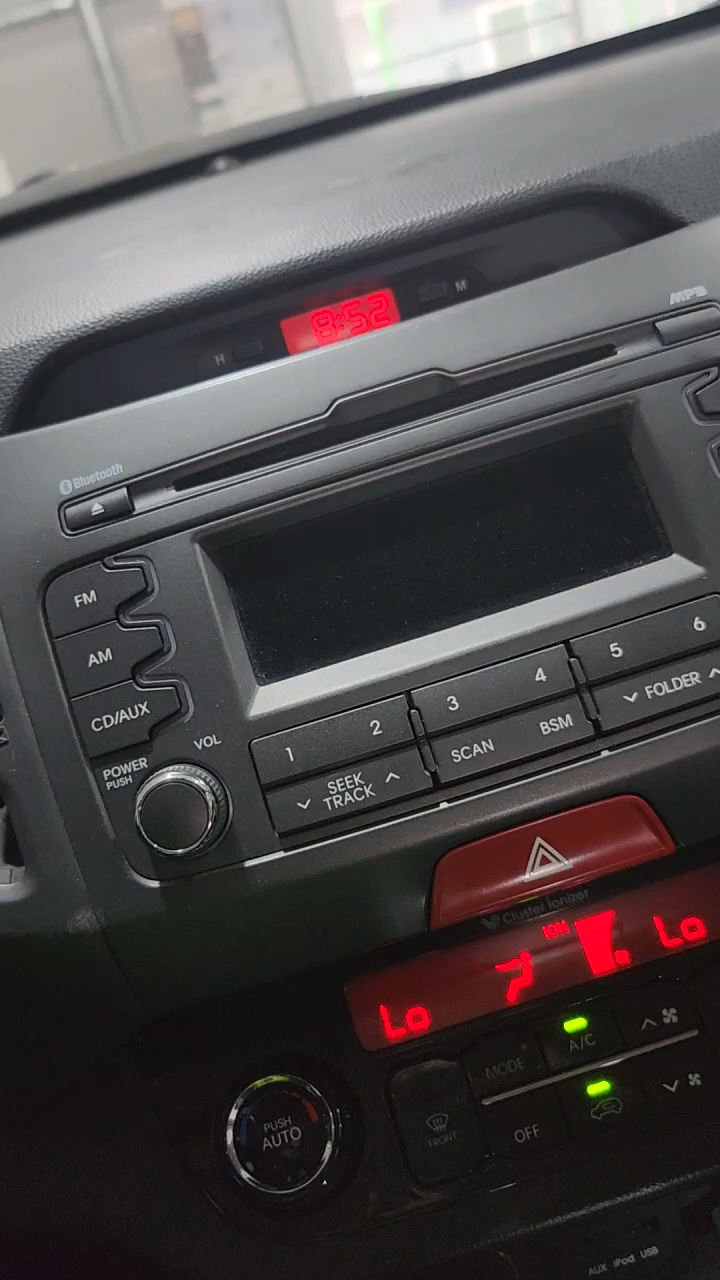 8:52
H
M
MP3
Bluetooth
FM
AM
CD/AUX
VOL
POWER
PUSH
1 2
3 4
5 6
SEEK
TRACK
SCAN BSM
FOLDER
Cluster Ionizer
ION
Lo
Lo
MODE
A/C
FRONT
OFF
PUSH
AUTO
AUX iPod USB